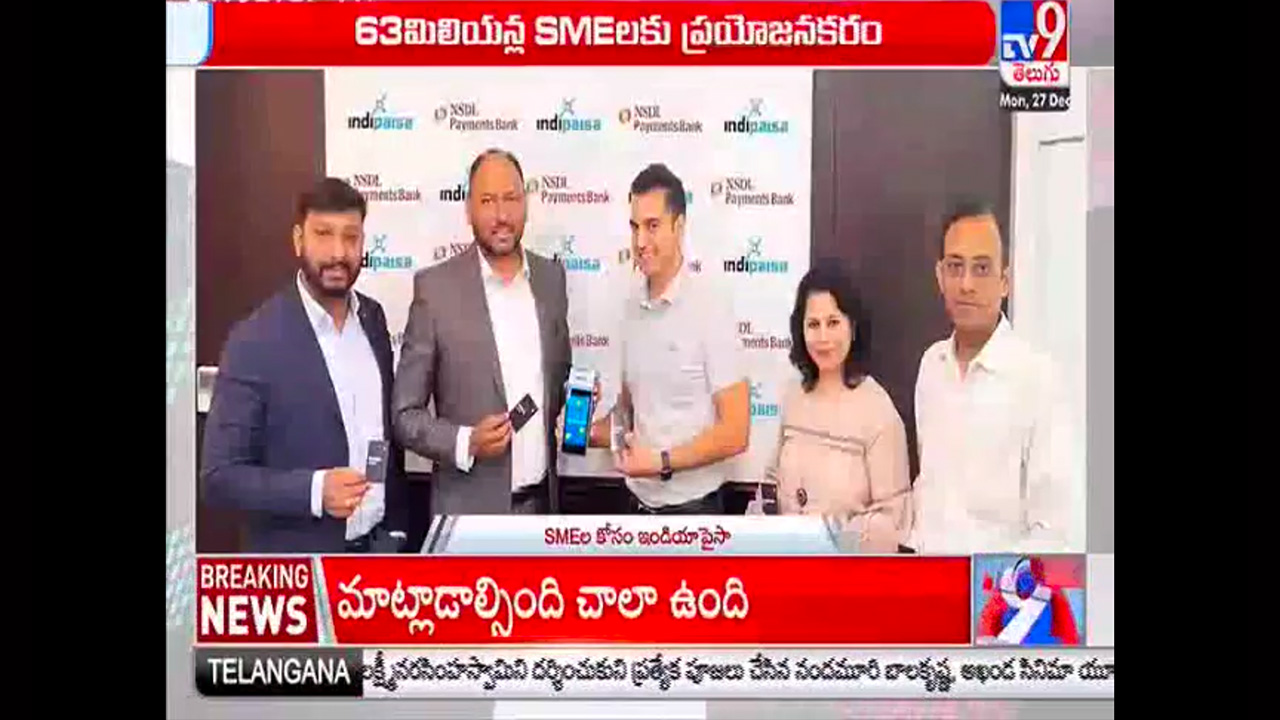 63మిలియన్ల SMEలకు ప్రయోజనకరం
TV9
తెలుగు
Mon, 27 Dec
indipaisa NSDL Payments Bank indipaisa NSDL Payments Bank indipaisa
NSDL Payments Bank NSDL Payments Bank NSDL Payments Bank
indipaisa indipaisa
SMEల కోసం ఇండియాపైసా
BREAKING NEWS
మాట్లాడాల్సింది చాలా ఉంది
9
TELANGANA
లక్ష్మీనరసింహస్వామిని దర్శించుకుని ప్రత్యేక పూజలు చేసిన నందమూరి బాలకృష్ణ, అఖండ సినిమా యూ